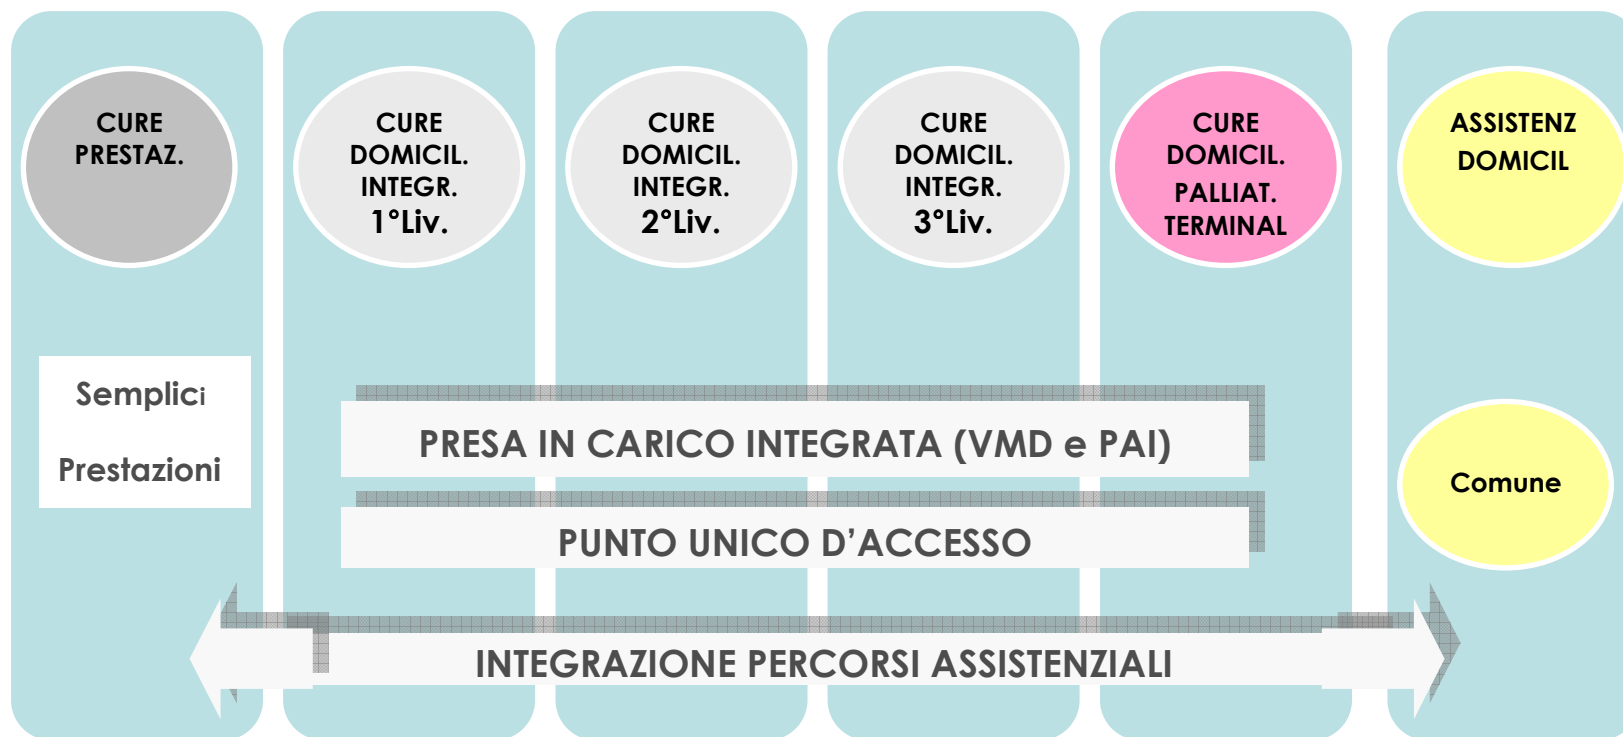 CURE
PRESTAZ.
CURE
DOMICIL.
INTEGR.
1°Liv.
CURE
DOMICIL.
INTEGR.
2°Liv.
CURE
DOMICIL.
INTEGR.
3°Liv.
CURE
DOMICIL.
PALLIAT.
TERMINAL
ASSISTENZ
DOMICIL
Semplici
Prestazioni
PRESA IN CARICO INTEGRATA (VMD e PAI)
PUNTO UNICO D’ACCESSO
Comune
INTEGRAZIONE PERCORSI ASSISTENZIALI